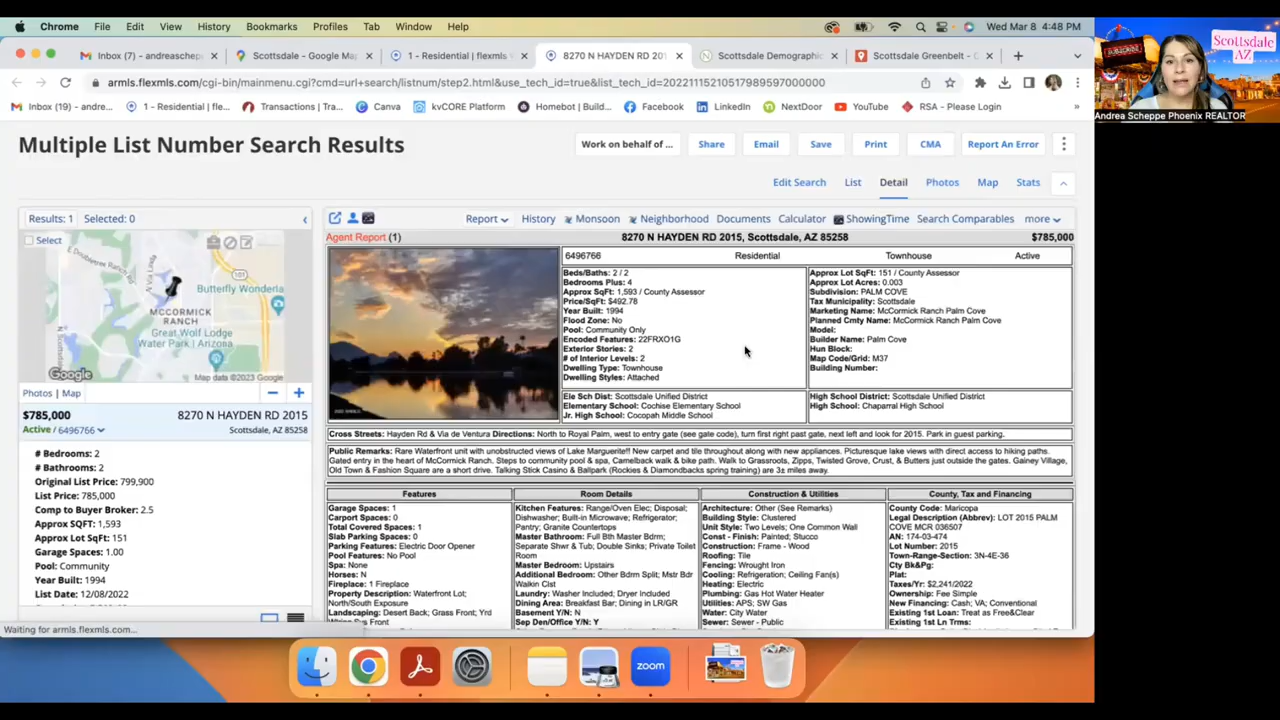 Chrome File Edit View History Bookmarks Profiles Tab Window Help Wed Mar 8 4:48 PM
Inbox (7) - andreaschep Scottsdale - Google Ma 1 - Residential | flexmls 8270 N HAYDEN RD 201 Scottsdale Demographic Scottsdale Greenbelt - C
armls.flexmls.com/cgi-bin/mainmenu.cgi?cmd=url+search/listnum/step2.html&use_tech_id=true&list_tech_id=20221115210517989597000000
Inbox (19) - andre... 1 - Residential | fle... Transactions | Tra... Canva kvCORE Platform Homebot | Build... Facebook LinkedIn NextDoor YouTube RSA - Please Login »
Scottsdale AZ
Andrea Scheppe Phoenix REALTOR
Multiple List Number Search Results
Work on behalf of ... Share Email Save Print CMA Report An Error
Edit Search List Detail Photos Map Stats
Results: 1 Selected: 0
Report History Monsoon Neighborhood Documents Calculator ShowingTime Search Comparables more
Select
Agent Report (1) 8270 N HAYDEN RD 2015, Scottsdale, AZ 85258 $785,000
6496766 Residential Townhouse Active
E Doubletree Ranch
Butterfly Wonderla
MCCORMICK
RANCH
Great Wolf Lodge
Water Park | Arizona
Google Map data ©2023 Google
Photos | Map
Beds/Baths: 2 / 2
Bedrooms Plus: 4
Approx SqFt: 1,593 / County Assessor
Price/SqFt: $492.78
Year Built: 1994
Flood Zone: No
Pool: Community Only
Encoded Features: 22FRXO1G
Exterior Stories: 2
# of Interior Levels: 2
Dwelling Type: Townhouse
Dwelling Styles: Attached
Approx Lot SqFt: 151 / County Assessor
Approx Lot Acres: 0.003
Subdivision: PALM COVE
Tax Municipality: Scottsdale
Marketing Name: McCormick Ranch Palm Cove
Planned Cmty Name: McCormick Ranch Palm Cove
Model:
Builder Name: Palm Cove
Hun Block:
Map Code/Grid: M37
Building Number:
Ele Sch Dist: Scottsdale Unified District
Elementary School: Cochise Elementary School
Jr. High School: Cocopah Middle School
High School District: Scottsdale Unified District
High School: Chaparral High School
$785,000 8270 N HAYDEN RD 2015
Active / 6496766 Scottsdale, AZ 85258
# Bedrooms: 2
# Bathrooms: 2
Original List Price: 799,900
List Price: 785,000
Comp to Buyer Broker: 2.5
Approx SQFT: 1,593
Approx Lot SqFt: 151
Garage Spaces: 1.00
Pool: Community
Year Built: 1994
List Date: 12/08/2022
Cross Streets: Hayden Rd & Via de Ventura Directions: North to Royal Palm, west to entry gate (see gate code), turn first right past gate, next left and look for 2015. Park in guest parking.
Public Remarks: Rare Waterfront unit with unobstructed views of Lake Marguerite!! New carpet and tile throughout along with new appliances. Picturesque lake views with direct access to hiking paths.
Gated entry in the heart of McCormick Ranch. Steps to community pool & spa, Camelback walk & bike path. Walk to Grassroots, Zipps, Twisted Grove, Crust, & Butters just outside the gates. Gainey Village,
Old Town & Fashion Square are a short drive. Talking Stick Casino & Ballpark (Rockies & Diamondbacks spring training) are 3± miles away.
Features Room Details Construction & Utilities County, Tax and Financing
Garage Spaces: 1
Carport Spaces: 0
Total Covered Spaces: 1
Slab Parking Spaces: 0
Parking Features: Electric Door Opener
Pool Features: No Pool
Spa: None
Horses: N
Fireplace: 1 Fireplace
Property Description: Waterfront Lot;
North/South Exposure
Landscaping: Desert Back, Grass Front; Yrd
Kitchen Features: Range/Oven Elec; Disposal;
Dishwasher; Built-in Microwave; Refrigerator;
Pantry; Granite Countertops
Master Bathroom: Full Bth Master Bdrm;
Separate Shwr & Tub; Double Sinks; Private Toilet
Room
Master Bedroom: Upstairs
Additional Bedroom: Other Bdrm Split; Mstr Bdr
Walkin Clst
Laundry: Washer Included; Dryer Included
Dining Area: Breakfast Bar; Dining in LR/GR
Basement Y/N: N
Sep Den/Office Y/N: Y
Architecture: Other (See Remarks)
Building Style: Clustered
Unit Style: Two Levels; One Common Wall
Const - Finish: Painted; Stucco
Construction: Frame - Wood
Roofing: Tile
Fencing: Wrought Iron
Cooling: Refrigeration; Ceiling Fan(s)
Heating: Electric
Plumbing: Gas Hot Water Heater
Utilities: APS; SW Gas
Water: City Water
Sewer: Sewer - Public
County Code: Maricopa
Legal Description (Abbrev): LOT 2015 PALM
COVE MCR 036507
AN: 174-03-474
Lot Number: 2015
Town-Range-Section: 3N-4E-36
Cty Bk&Pg:
Plat:
Taxes/Yr: $2,241/2022
Ownership: Fee Simple
New Financing: Cash; VA; Conventional
Existing 1st Loan: Treat as Free&Clear
Existing 1st Ln Trms:
Waiting for armls.flexmls.com...
zoom